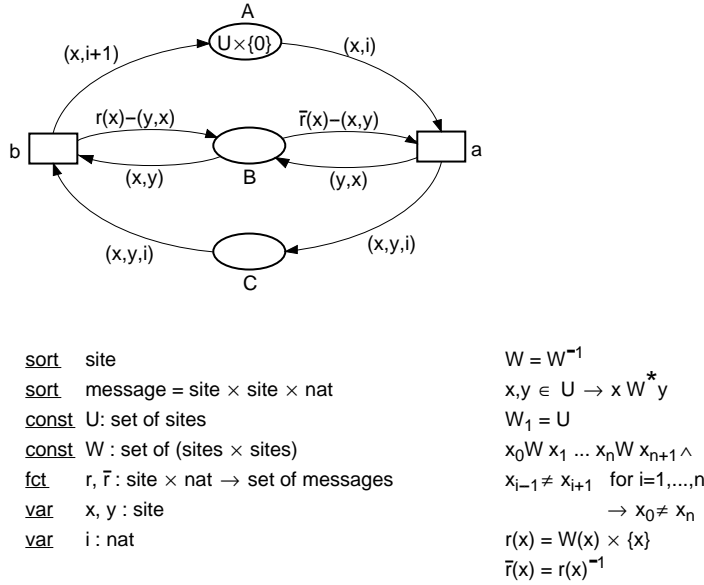 A
U×{0}
(x,i+1)
(x,i)
r(x)–(y,x)
r̄(x)–(x,y)
b
a
(x,y)
B
(y,x)
(x,y,i)
(x,y,i)
C
sort site
sort message = site × site × nat
const U: set of sites
const W : set of (sites × sites)
fct r, r̄ : site × nat → set of messages
var x, y : site
var i : nat
W = W⁻¹
x,y ∈ U → x W* y
W₁ = U
x₀W x₁ ... xₙW xₙ₊₁ ∧
xᵢ₋₁ ≠ xᵢ₊₁ for i=1,...,n
→ x₀ ≠ xₙ
r(x) = W(x) × {x}
r̄(x) = r(x)⁻¹